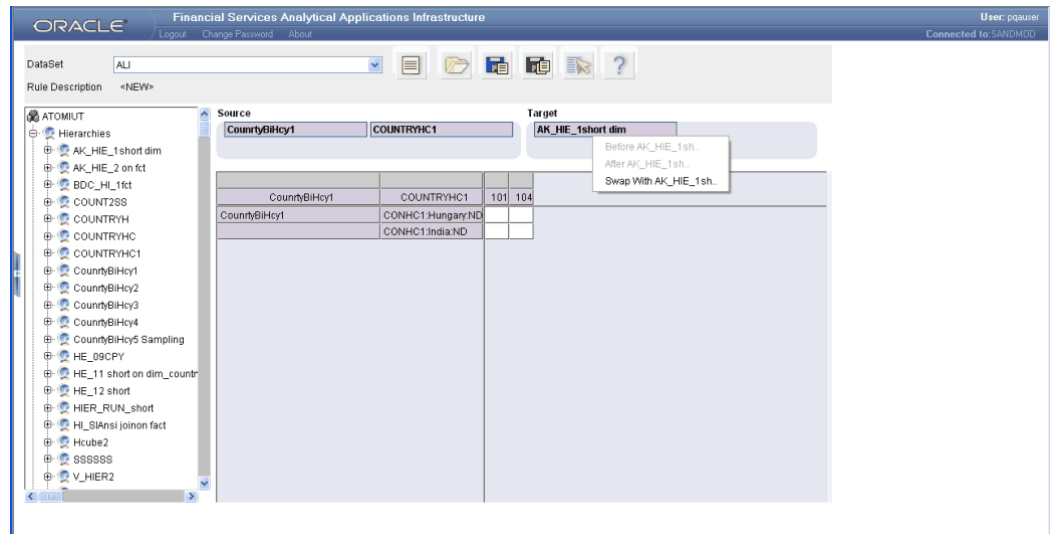 ORACLE Financial Services Analytical Applications Infrastructure User: pqauser
Logout Change Password About Connected to:SANDMOD
DataSet ALI
Rule Description «NEW»
ATOMIUT
Hierarchies
AK_HIE_1short dim
AK_HIE_2 on fct
BDC_HI_1fct
COUNT2SS
COUNTRYH
COUNTRYHC
COUNTRYHC1
CounrtyBiHcy1
CounrtyBiHcy2
CounrtyBiHcy3
CounrtyBiHcy4
CounrtyBiHcy5 Sampling
HE_09CPY
HE_11 short on dim_countr
HE_12 short
HIER_RUN_short
HI_SIAnsi joinon fact
Hcube2
SSSSSS
V_HIER2
Source Target
CounrtyBiHcy1 COUNTRYHC1 AK_HIE_1short dim
Before AK_HIE_1sh..
After AK_HIE_1sh..
Swap With AK_HIE_1sh..
CounrtyBiHcy1 COUNTRYHC1 101 104
CounrtyBiHcy1 CONHC1:Hungary:ND
CONHC1:India:ND